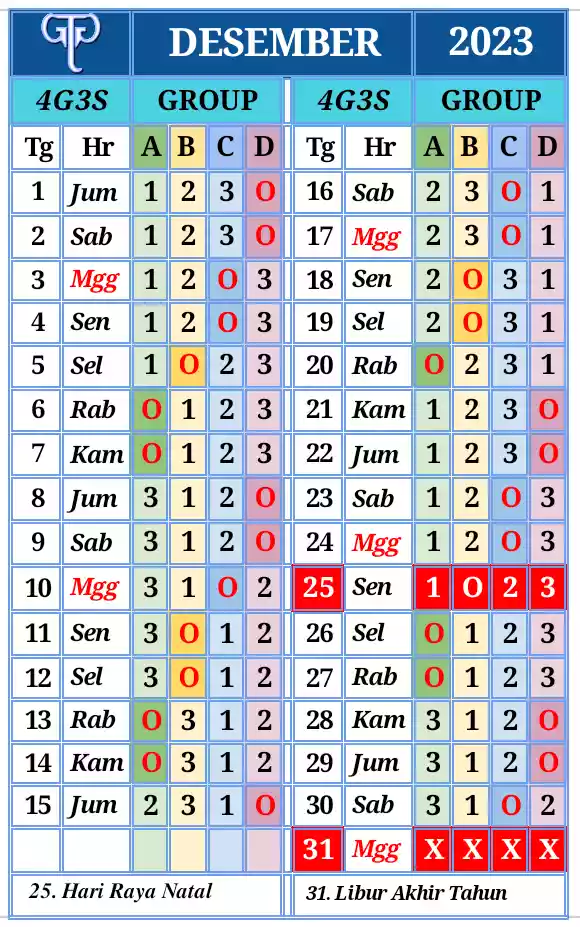 DESEMBER 2023
4G3S GROUP 4G3S GROUP
Tg Hr A B C D Tg Hr A B C D
1 Jum 1 2 3 O 16 Sab 2 3 O 1
2 Sab 1 2 3 O 17 Mgg 2 3 O 1
3 Mgg 1 2 O 3 18 Sen 2 O 3 1
4 Sen 1 2 O 3 19 Sel 2 O 3 1
5 Sel 1 O 2 3 20 Rab O 2 3 1
6 Rab O 1 2 3 21 Kam 1 2 3 O
7 Kam O 1 2 3 22 Jum 1 2 3 O
8 Jum 3 1 2 O 23 Sab 1 2 O 3
9 Sab 3 1 2 O 24 Mgg 1 2 O 3
10 Mgg 3 1 O 2 25 Sen 1 O 2 3
11 Sen 3 O 1 2 26 Sel O 1 2 3
12 Sel 3 O 1 2 27 Rab O 1 2 3
13 Rab O 3 1 2 28 Kam 3 1 2 O
14 Kam O 3 1 2 29 Jum 3 1 2 O
15 Jum 2 3 1 O 30 Sab 3 1 O 2
31 Mgg X X X X
25. Hari Raya Natal 31. Libur Akhir Tahun